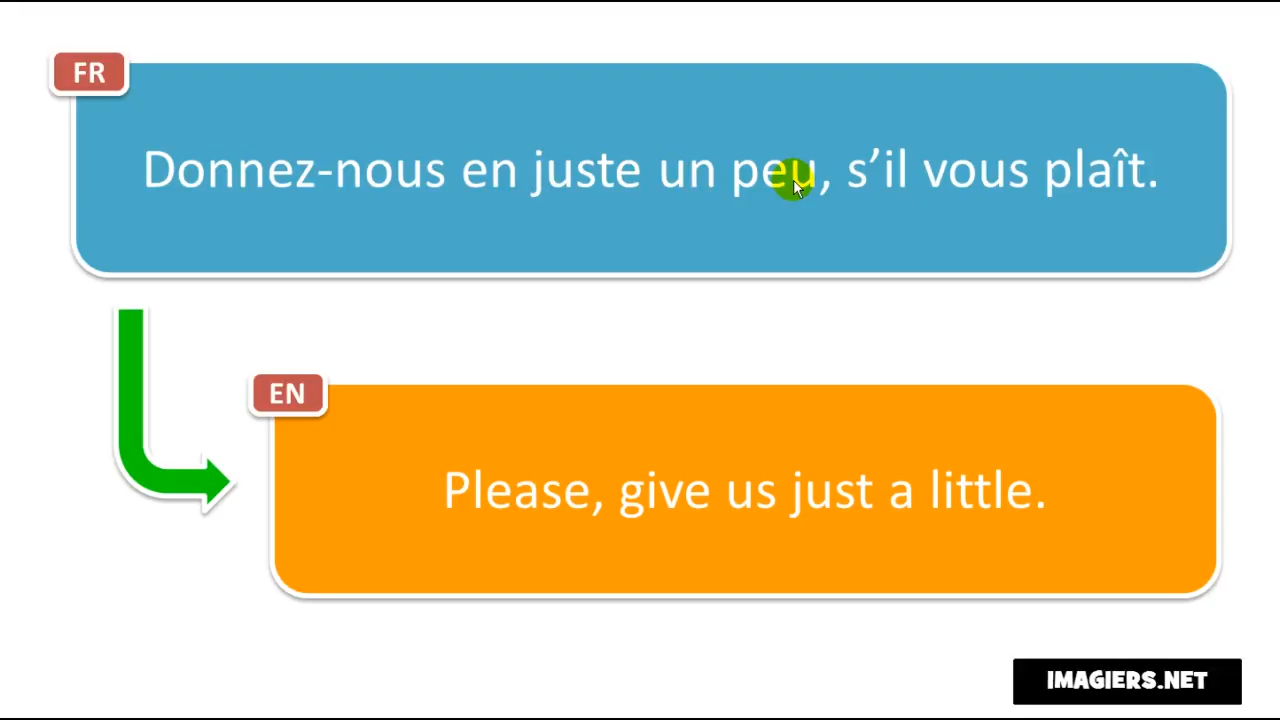 FR
Donnez-nous en juste un peu, s’il vous plaît.
EN
Please, give us just a little.
IMAGIERS.NET